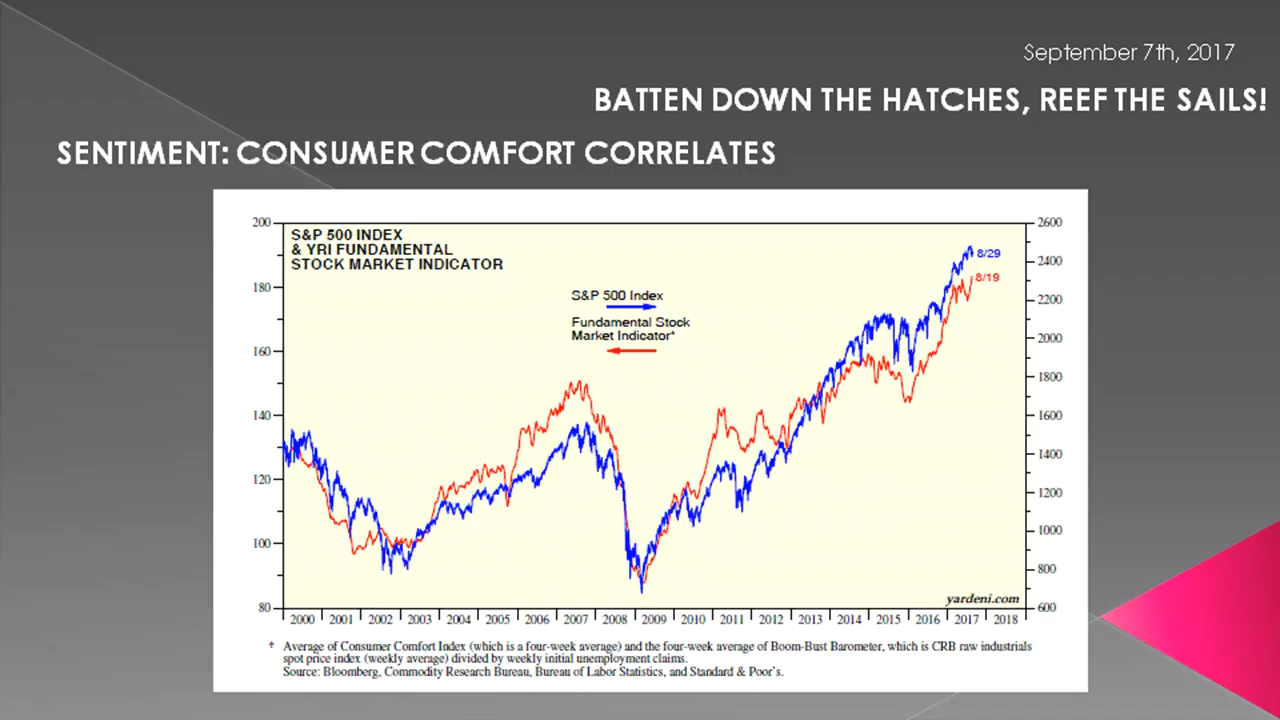 September 7th, 2017
BATTEN DOWN THE HATCHES, REEF THE SAILS!
SENTIMENT: CONSUMER COMFORT CORRELATES
200
2600
S&P 500 INDEX
& YRI FUNDAMENTAL
STOCK MARKET INDICATOR
8/29
2400
8/19
180
S&P 500 Index
2200
Fundamental Stock
Market Indicator*
2000
160
1800
140
1600
1400
120
1200
1000
100
800
yardeni.com
80
600
2000 2001 2002 2003 2004 2005 2006 2007 2008 2009 2010 2011 2012 2013 2014 2015 2016 2017 2018
* Average of Consumer Comfort Index (which is a four-week average) and the four-week average of Boom-Bust Barometer, which is CRB raw industrials
spot price index (weekly average) divided by weekly initial unemployment claims.
Source: Bloomberg, Commodity Research Bureau, Bureau of Labor Statistics, and Standard & Poor's.